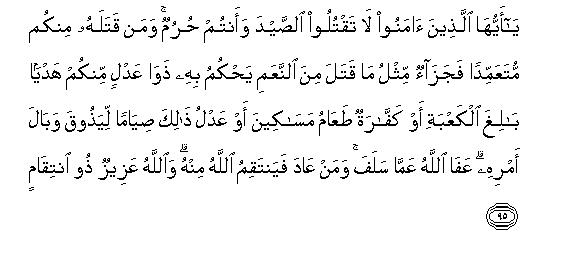 يَـٰٓأَيُّهَا ٱلَّذِينَ ءَامَنُوا۟ لَا تَقْتُلُوا۟ ٱلصَّيْدَ وَأَنتُمْ حُرُمٌ ۚ وَمَن قَتَلَهُۥ مِنكُم
مُّتَعَمِّدًا فَجَزَآءٌ مِّثْلُ مَا قَتَلَ مِنَ ٱلنَّعَمِ يَحْكُمُ بِهِۦ ذَوَا عَدْلٍ مِّنكُمْ هَدْيًۢا
بَـٰلِغَ ٱلْكَعْبَةِ أَوْ كَفَّـٰرَةٌ طَعَامُ مَسَـٰكِينَ أَوْ عَدْلُ ذَٰلِكَ صِيَامًا لِّيَذُوقَ وَبَالَ
أَمْرِهِۦ ۗ عَفَا ٱللَّهُ عَمَّا سَلَفَ ۚ وَمَنْ عَادَ فَيَنتَقِمُ ٱللَّهُ مِنْهُ ۗ وَٱللَّهُ عَزِيزٌ ذُو ٱنتِقَامٍ
٩٥